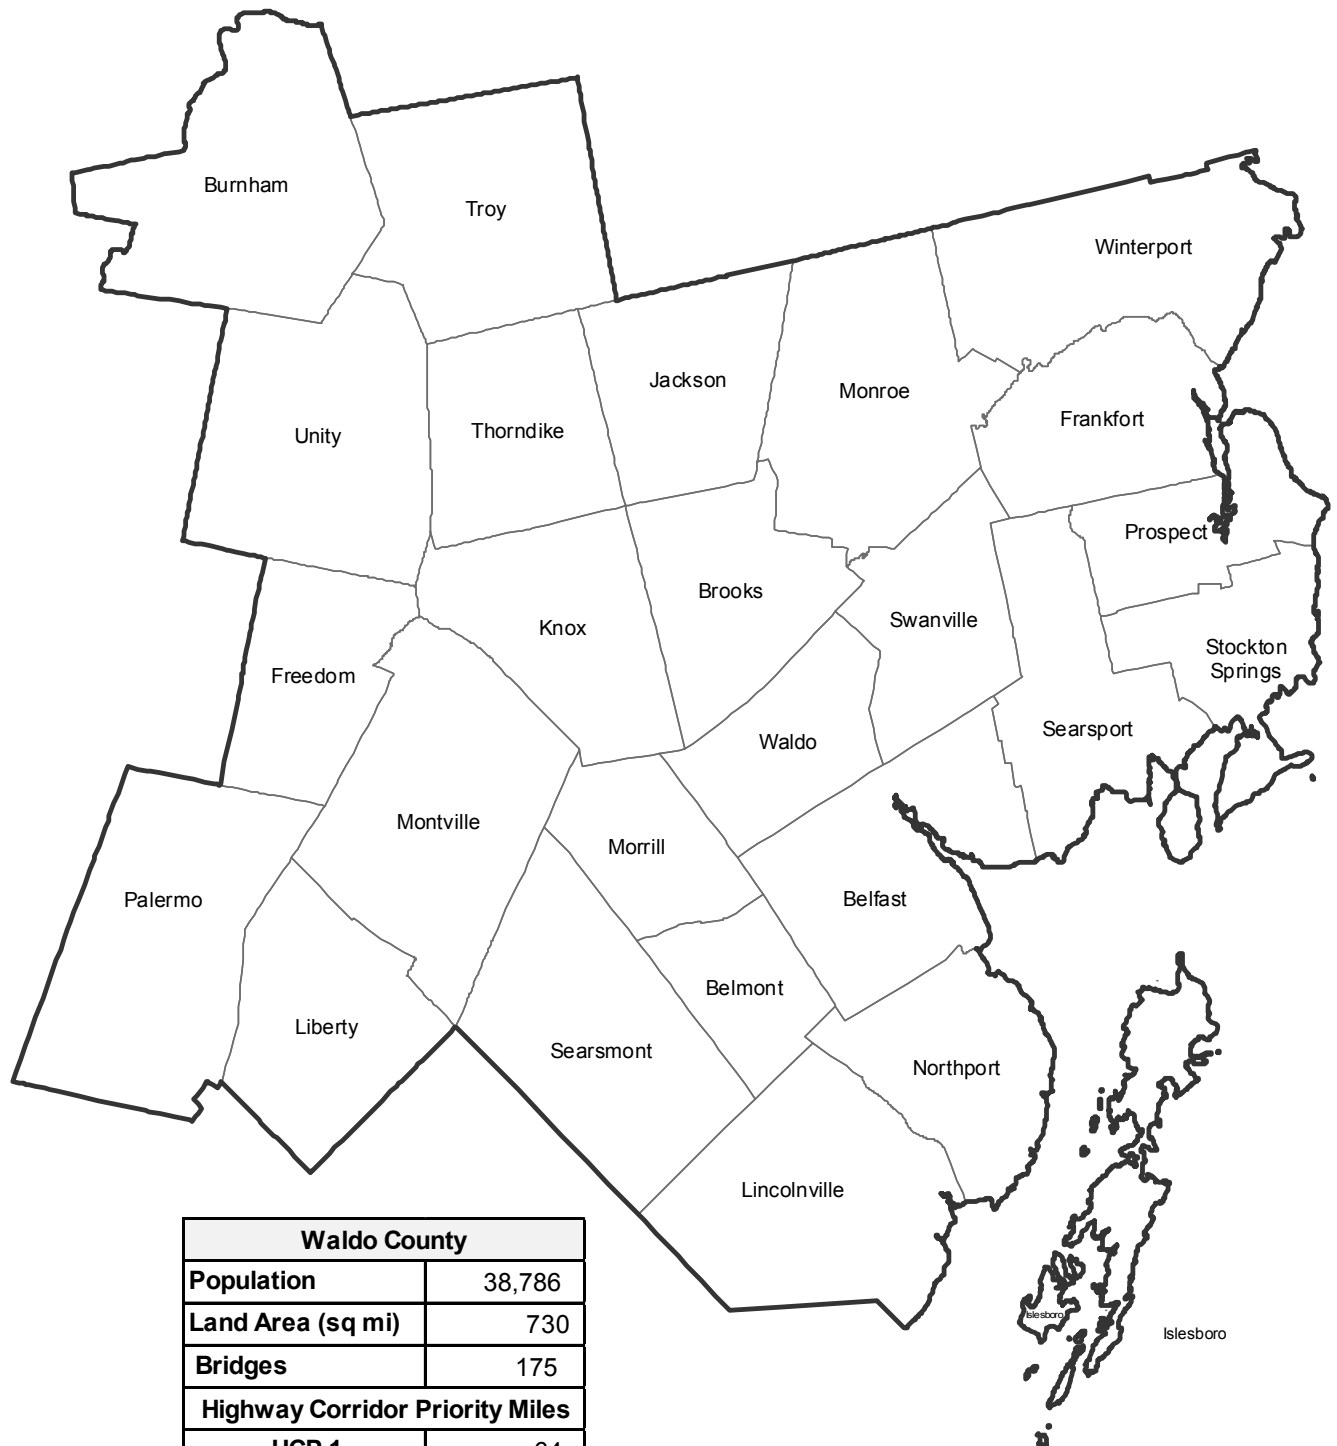 Burnham
Troy
Winterport
Jackson
Monroe
Frankfort
Unity
Thorndike
Prospect
Brooks
Swanville
Knox
Stockton
Springs
Freedom
Searsport
Waldo
Montville
Morrill
Palermo
Belfast
Belmont
Liberty
Searsmont
Northport
Lincolnville
Islesboro
Islesboro
Waldo County
Population 38,786
Land Area (sq mi) 730
Bridges 175
Highway Corridor Priority Miles